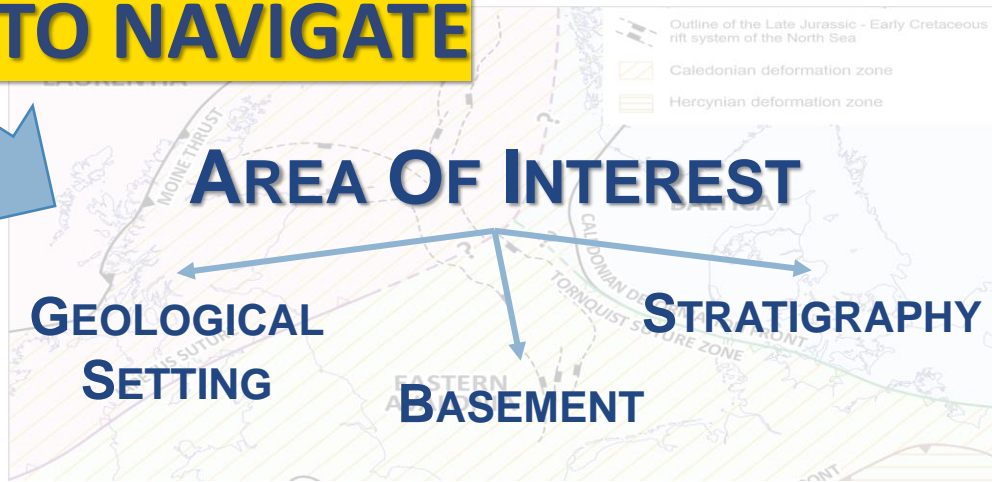 TO NAVIGATE
Outline of the Late Jurassic - Early Cretaceous
rift system of the North Sea
Caledonian deformation zone
Hercynian deformation zone
LAURENTIA
MOINE THRUST
AREA OF INTEREST
BALTICA
?
?
?
GEOLOGICAL
SETTING
STRATIGRAPHY
TORNQUIST SUTURE ZONE
EASTERN
BASEMENT